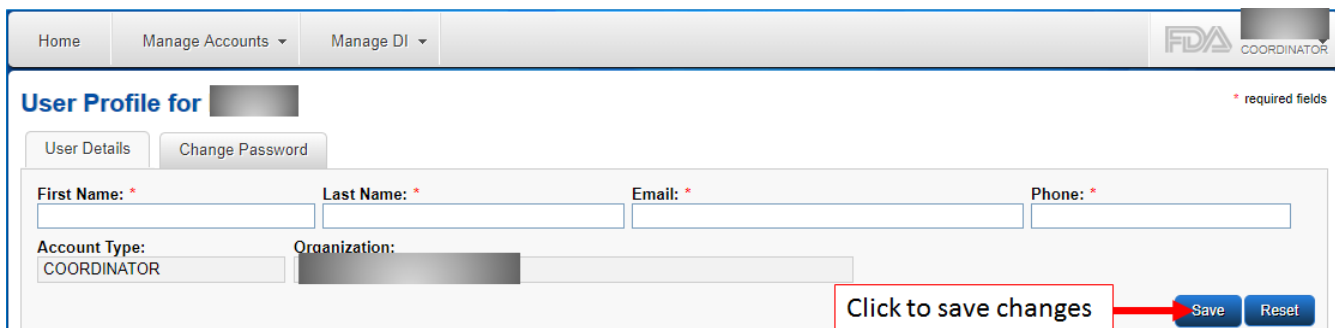 Home Manage Accounts Manage DI FDA
COORDINATOR
User Profile for
* required fields
User Details Change Password
First Name: * Last Name: * Email: * Phone: *
Account Type: Organization:
COORDINATOR
Click to save changes Save Reset